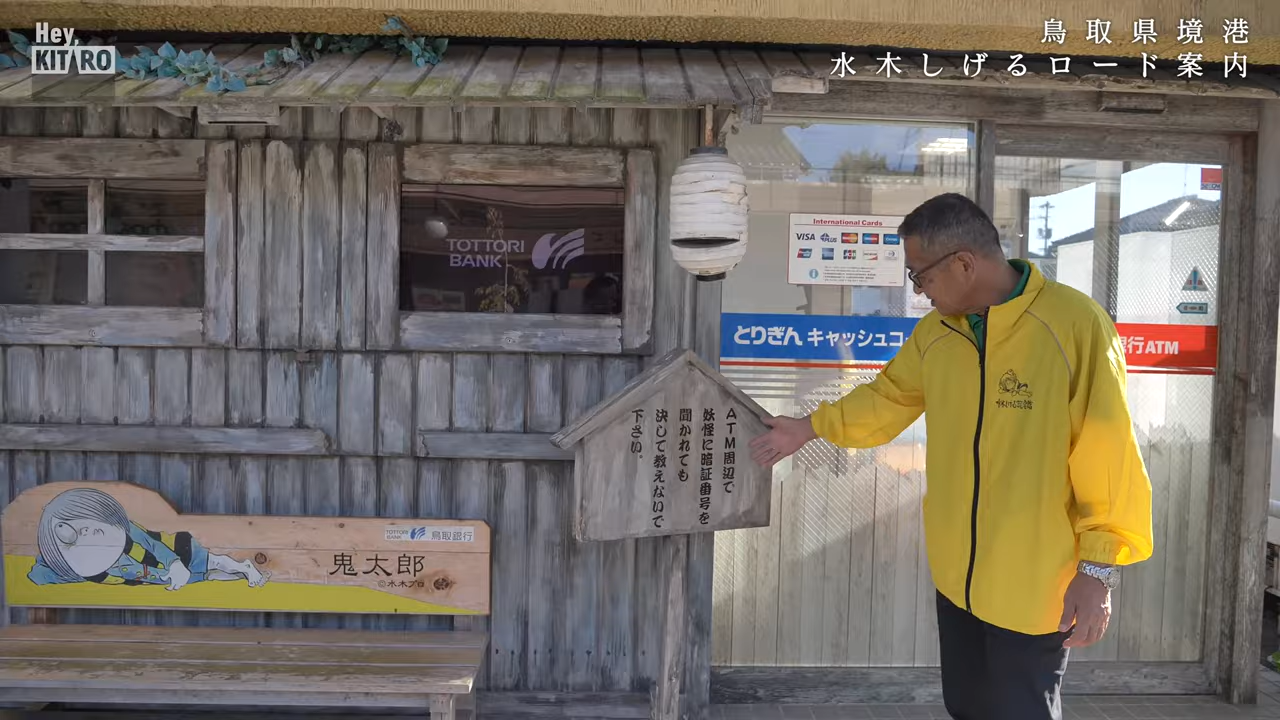 Hey,
KITARO
鳥取県境港
水木しげるロード案内
TOTTORI
BANK
International Cards
VISA
PLUS
とりぎん キャッシュコー
銀行ATM
ATM周辺で
妖怪に暗証番号を
聞かれても
決して教えないで
下さい。
TOTTORI
BANK
鳥取銀行
鬼太郎
©水木プロ